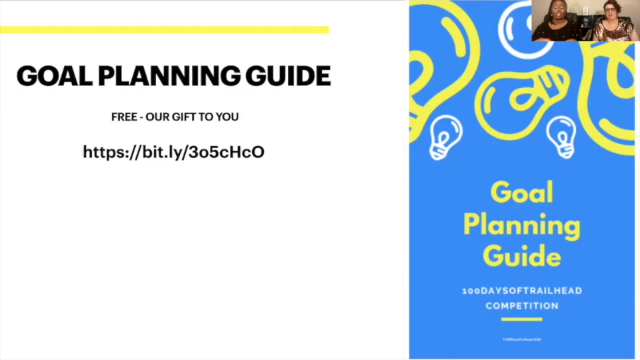 GOAL PLANNING GUIDE
FREE - OUR GIFT TO YOU
https://bit.ly/3o5cHcO
Goal
Planning
Guide
100DAYSOFTRAILHEAD
COMPETITION